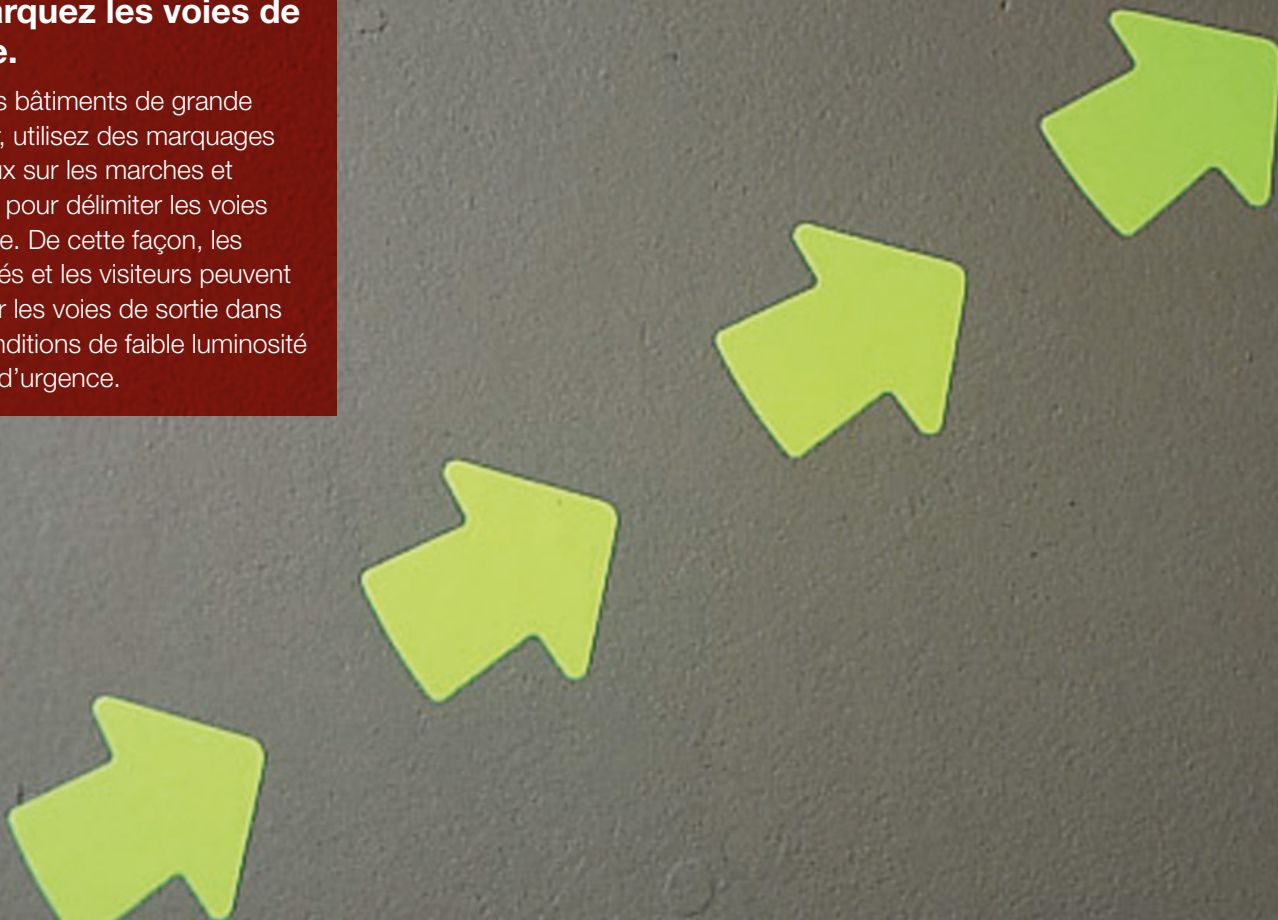 arquez les voies de
e.
s bâtiments de grande
r, utilisez des marquages
ux sur les marches et
pour délimiter les voies
e. De cette façon, les
és et les visiteurs peuvent
r les voies de sortie dans
nditions de faible luminosité
d’urgence.